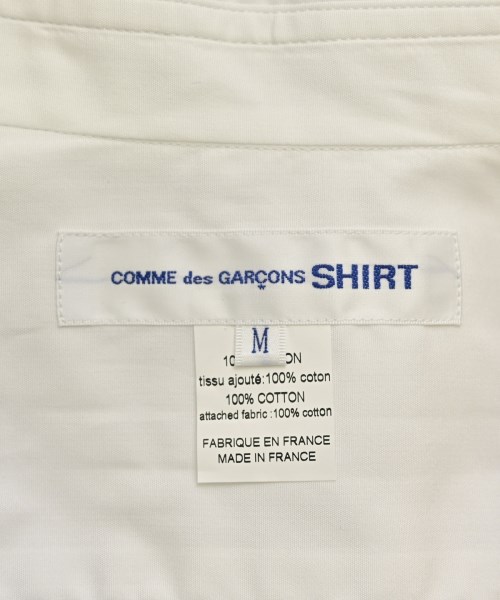 COMME des GARÇONS SHIRT
M
tissu ajouté:100% coton
100% COTTON
attached fabric :100% cotton
FABRIQUE EN FRANCE
MADE IN FRANCE